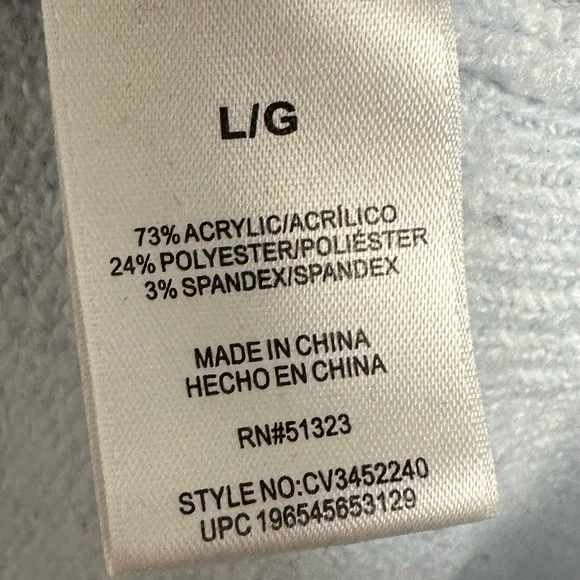 L/G
73% ACRYLIC/ACRÍLICO
24% POLYESTER/POLIÉSTER
3% SPANDEX/SPANDEX
MADE IN CHINA
HECHO EN CHINA
RN#51323
STYLE NO:CV3452240
UPC 196545653129